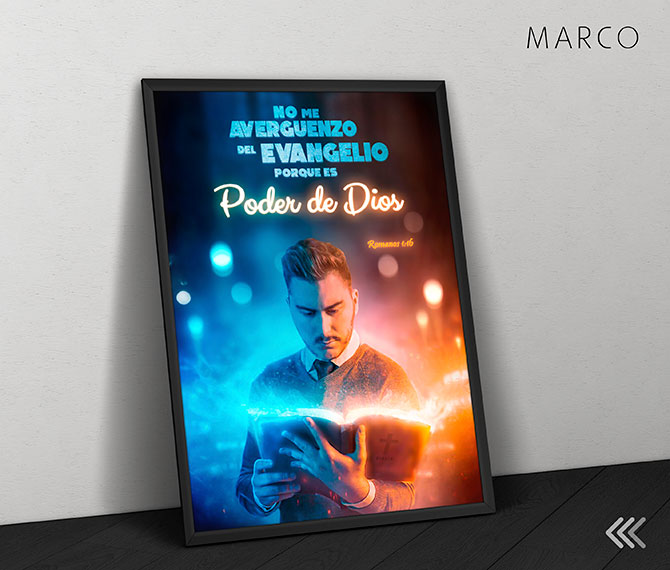 MARCO
NO ME
AVERGUENZO
DEL EVANGELIO
PORQUE ES
Poder de Dios
Romanos 1:16